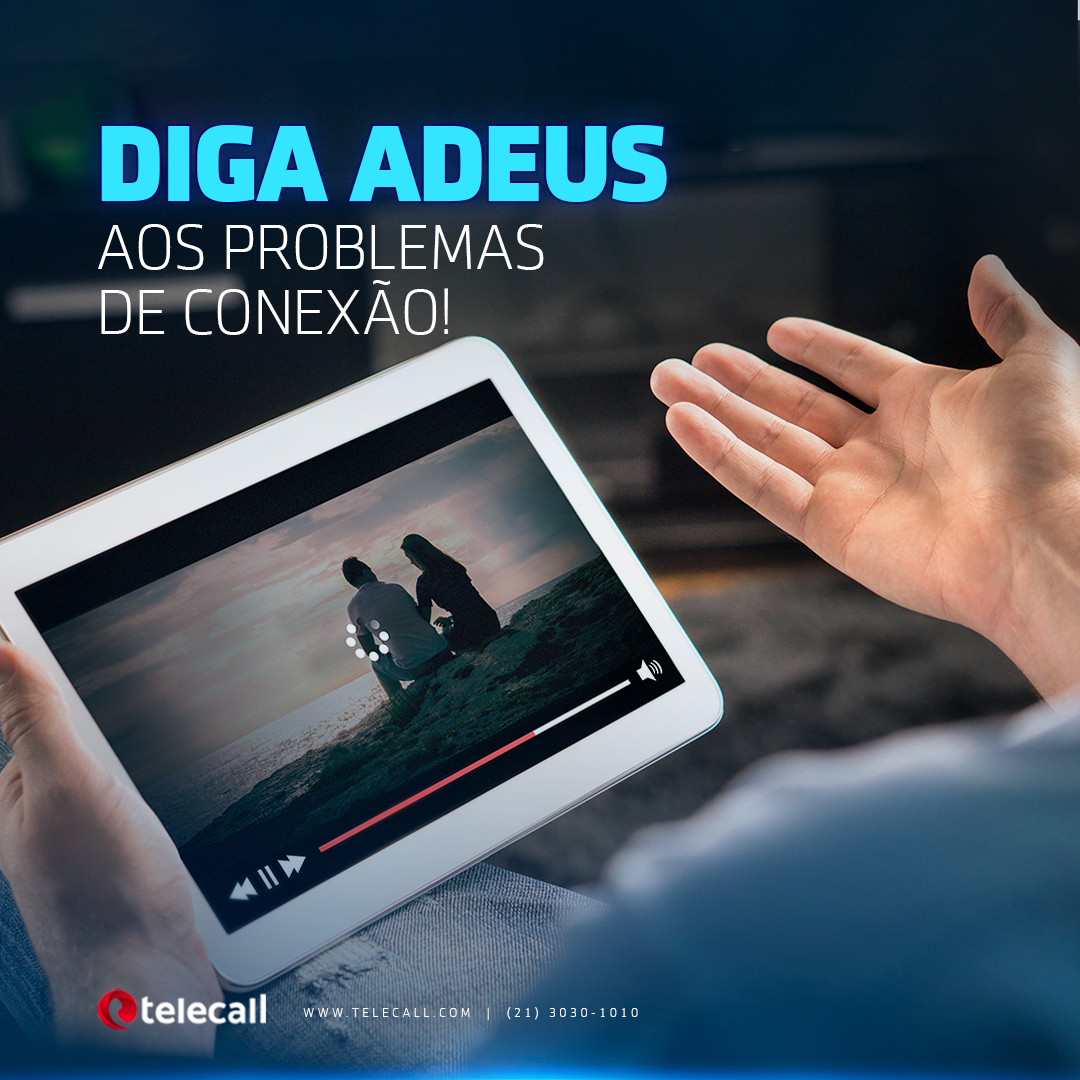 DIGA ADEUS
AOS PROBLEMAS
DE CONEXÃO!
telecall
WWW.TELECALL.COM | (21) 3030-1010